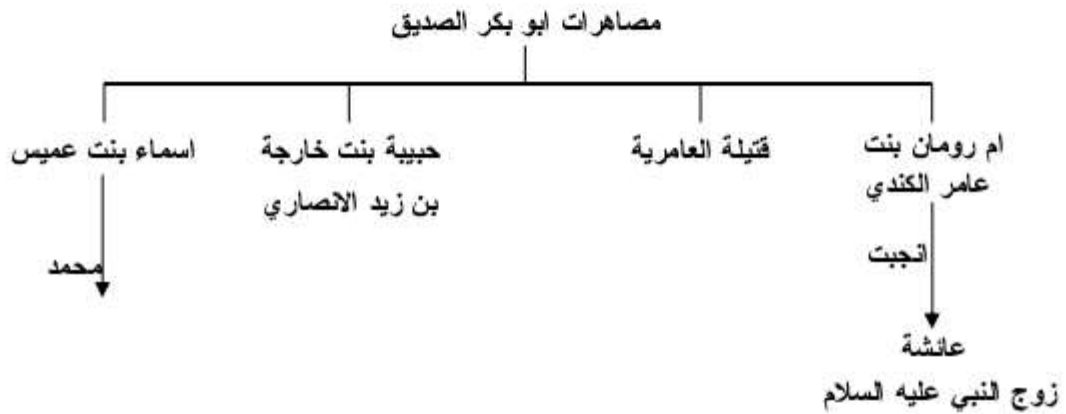 مصاهرات ابو بكر الصديق
ام رومان بنت
عامر الكندي
قتيلة العامرية
حبيبة بنت خارجة
بن زيد الانصاري
اسماء بنت عميس
انجبت
محمد
عائشة
زوج النبي عليه السلام